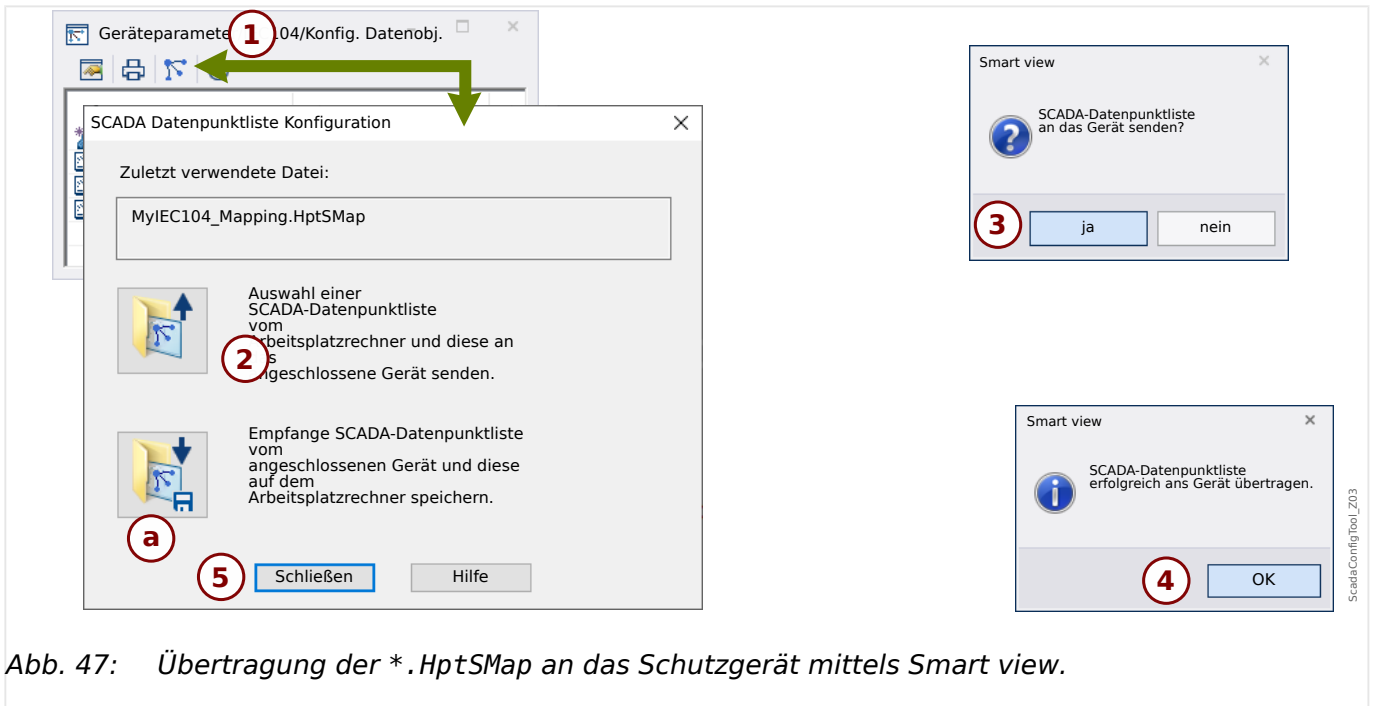 Geräteparamete 1 .04/Konfig. Datenobj.
SCADA Datenpunktliste Konfiguration
Zuletzt verwendete Datei:
MyIEC104_Mapping.HptSMap
Auswahl einer
SCADA-Datenpunktliste
vom
rbeitsplatzrechner und diese an
2 s
ngeschlossene Gerät senden.
Empfange SCADA-Datenpunktliste
vom
angeschlossenen Gerät und diese
auf dem
Arbeitsplatzrechner speichern.
a
5 Schließen Hilfe
Smart view
SCADA-Datenpunktliste
an das Gerät senden?
3 ja nein
Smart view
SCADA-Datenpunktliste
erfolgreich ans Gerät übertragen.
4 OK
ScadaConfigTool_Z03
Abb. 47: Übertragung der *.HptSMap an das Schutzgerät mittels Smart view.